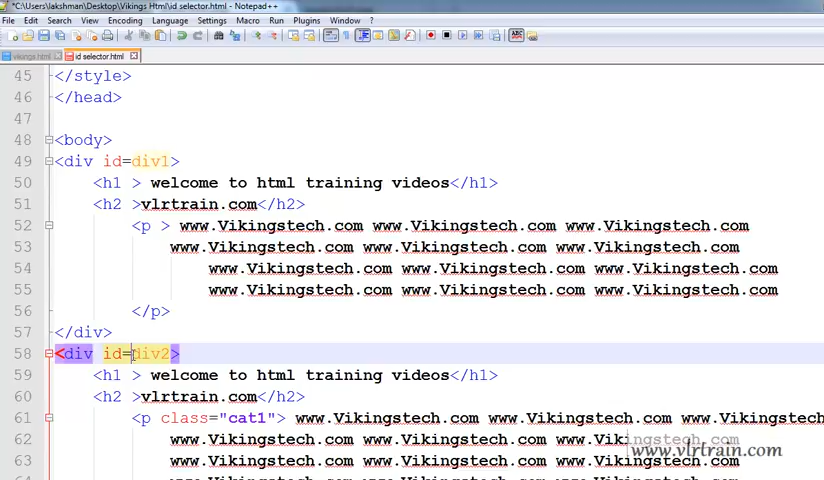 *C:\Users\lakshman\Desktop\Vikings Html\id selector.html - Notepad++
File Edit Search View Encoding Language Settings Macro Run Plugins Window ?
vikings.html id selector.html
45 </style>
46 </head>
47
48 <body>
49 <div id=div1>
50 <h1 > welcome to html training videos</h1>
51 <h2 >vlrtrain.com</h2>
52 <p > www.Vikingstech.com www.Vikingstech.com www.Vikingstech.com
53 www.Vikingstech.com www.Vikingstech.com www.Vikingstech.com
54 www.Vikingstech.com www.Vikingstech.com www.Vikingstech.com
55 www.Vikingstech.com www.Vikingstech.com www.Vikingstech.com
56 </p>
57 </div>
58 <div id=div2>
59 <h1 > welcome to html training videos</h1>
60 <h2 >vlrtrain.com</h2>
61 <p class="cat1"> www.Vikingstech.com www.Vikingstech.com www.Vikingstech
62 www.Vikingstech.com www.Vikingstech.com www.Vikingstech.com
www.vlrtrain.com
63 www.Vikingstech.com www.Vikingstech.com www.Vikingstech.com